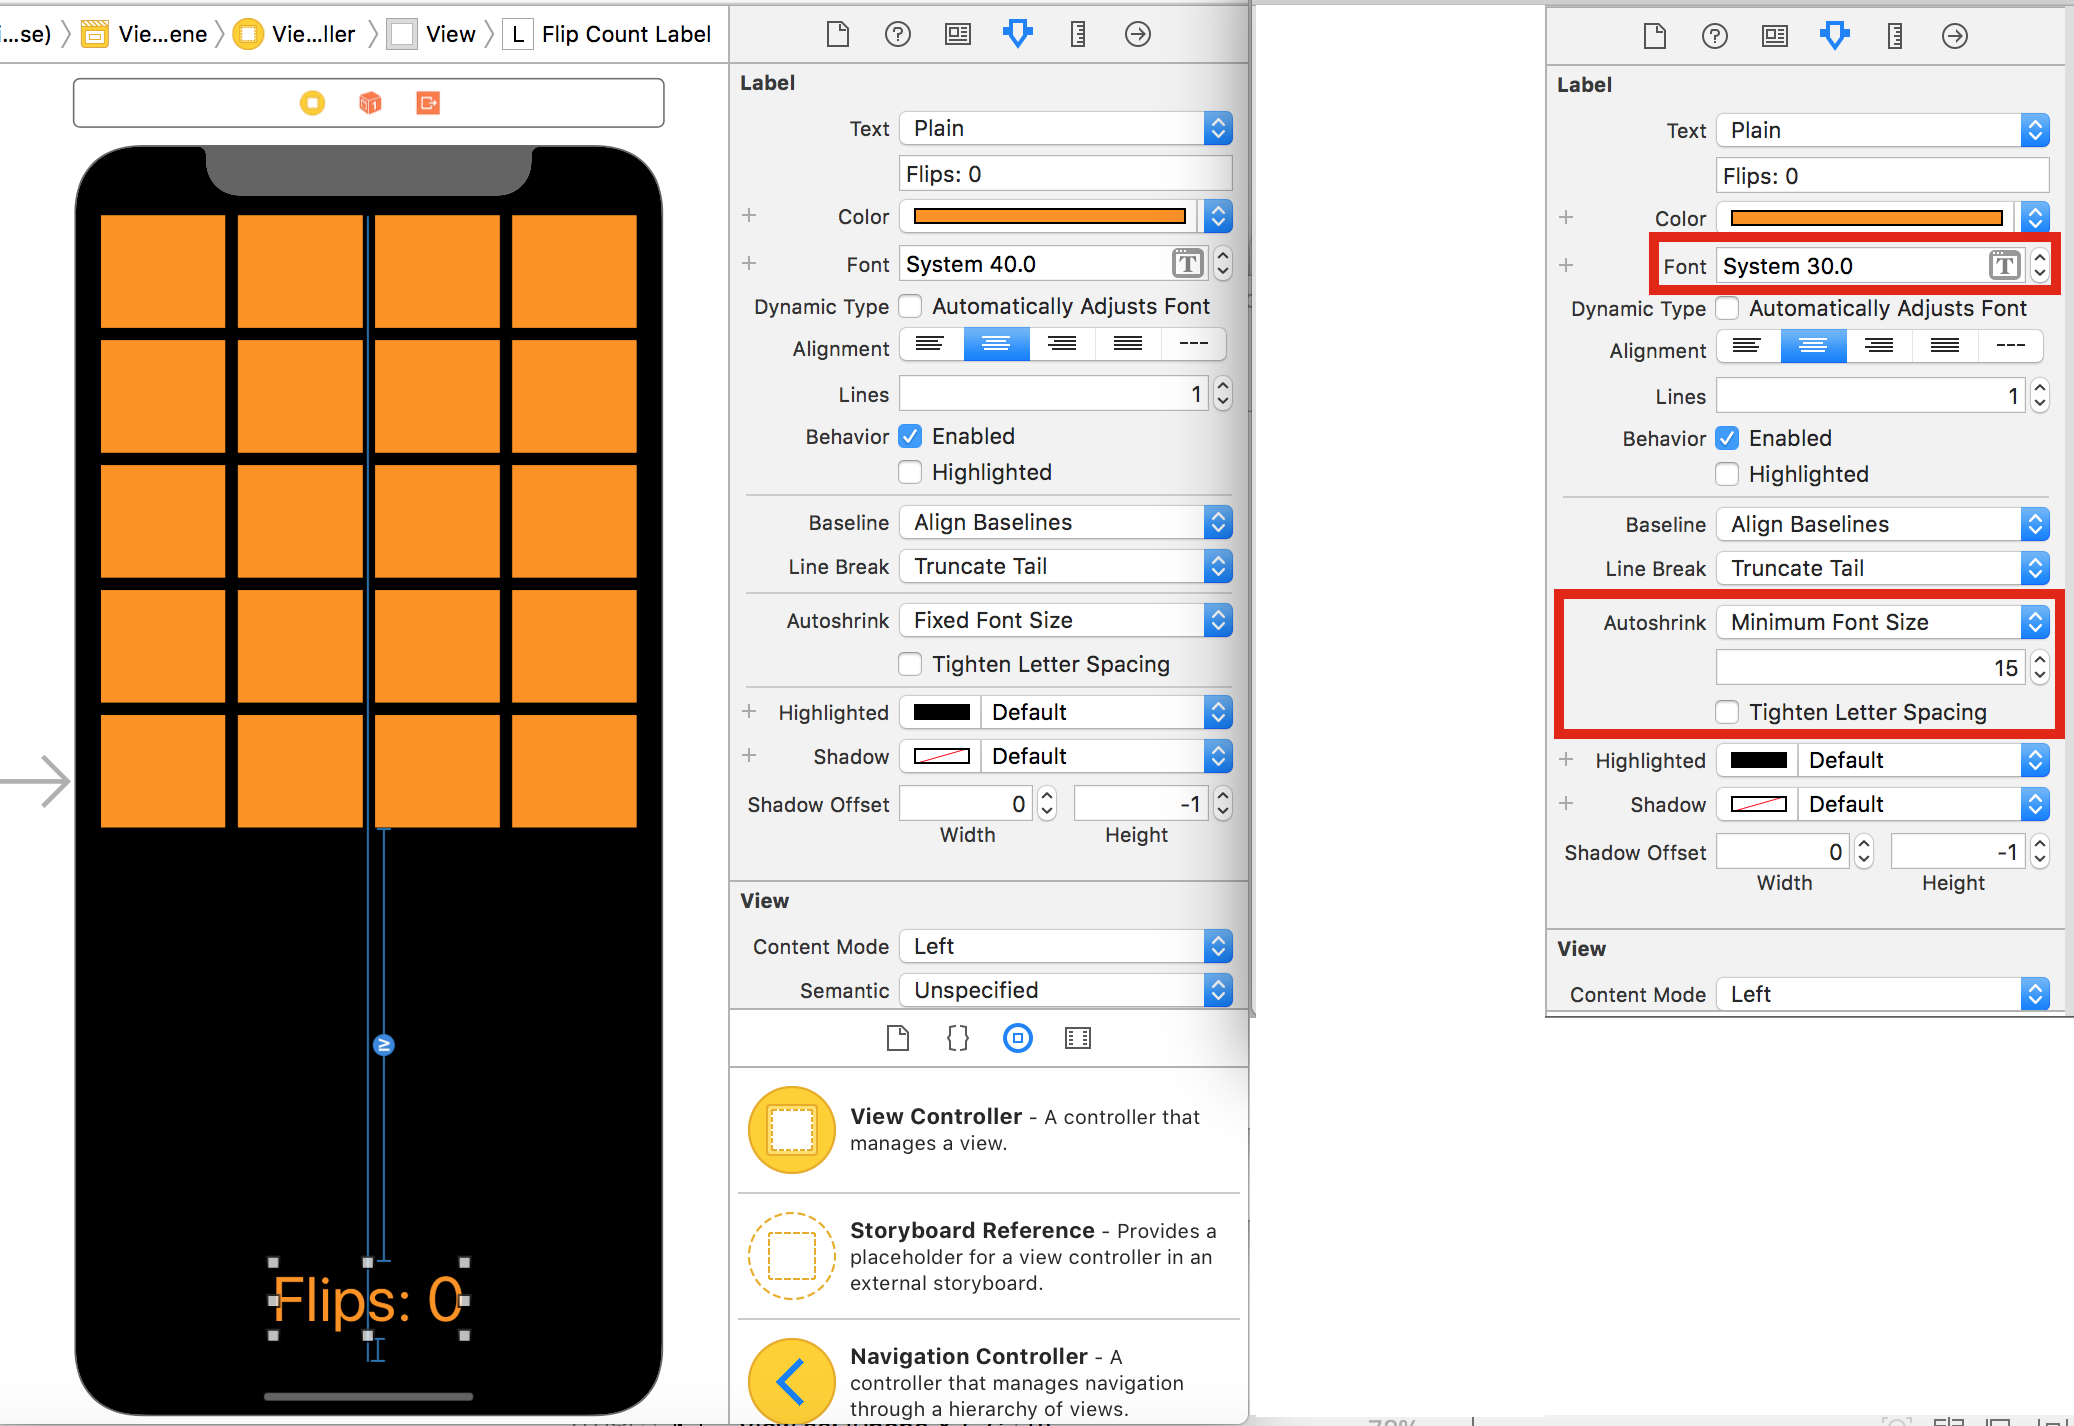 i...se) Vie...ene Vie...ller View L Flip Count Label
Flips: 0
Label
Text Plain
Flips: 0
Color
Font System 40.0 T
Dynamic Type Automatically Adjusts Font
Alignment
Lines 1
Behavior Enabled
Highlighted
Baseline Align Baselines
Line Break Truncate Tail
Autoshrink Fixed Font Size
Tighten Letter Spacing
Highlighted Default
Shadow Default
Shadow Offset 0 -1
Width Height
View
Content Mode Left
Semantic Unspecified
View Controller - A controller that
manages a view.
Storyboard Reference - Provides a
placeholder for a view controller in an
external storyboard.
Navigation Controller - A
controller that manages navigation
through a hierarchy of views.
Label
Text Plain
Flips: 0
Color
Font System 30.0 T
Dynamic Type Automatically Adjusts Font
Alignment
Lines 1
Behavior Enabled
Highlighted
Baseline Align Baselines
Line Break Truncate Tail
Autoshrink Minimum Font Size
15
Tighten Letter Spacing
Highlighted Default
Shadow Default
Shadow Offset 0 -1
Width Height
View
Content Mode Left